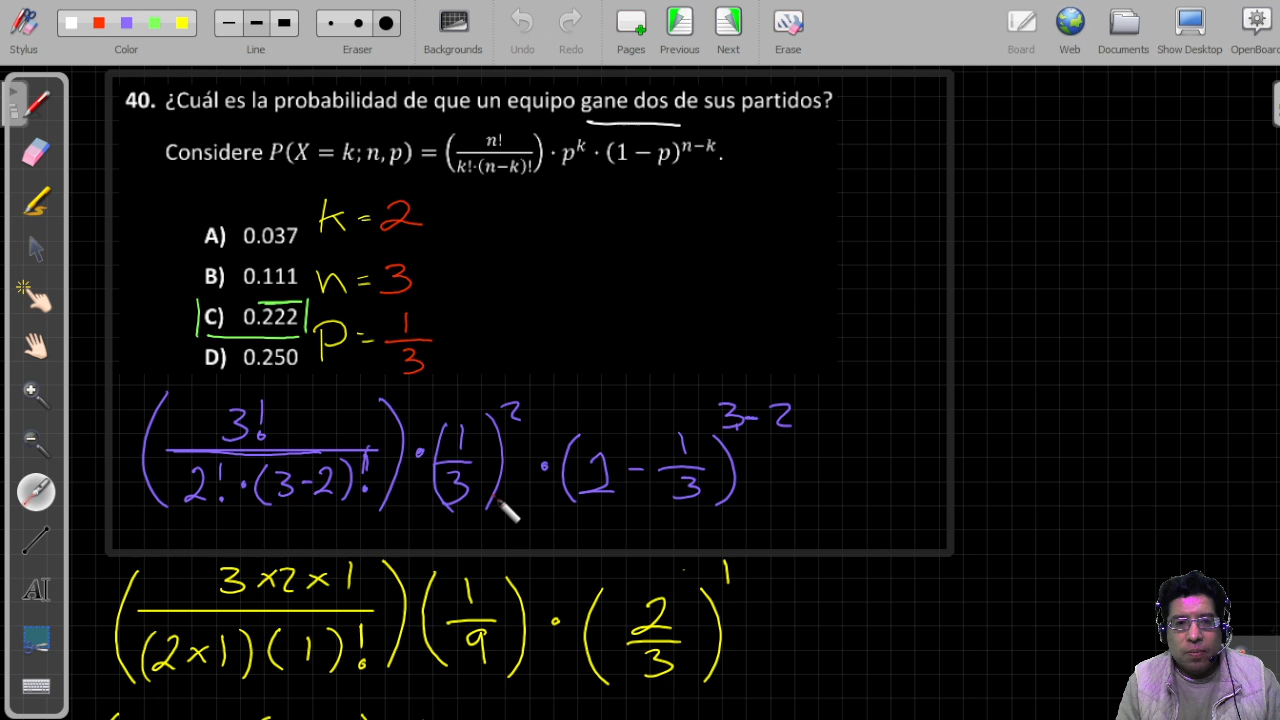 Stylus Color Line Eraser Backgrounds Undo Redo Pages Previous Next Erase Board Web Documents Show Desktop OpenBoar
40. ¿Cuál es la probabilidad de que un equipo gane dos de sus partidos?
Considere P(X = k; n, p) = (n!/(k!·(n−k)!)) · p^k · (1 − p)^(n−k).
A) 0.037
B) 0.111
C) 0.222
D) 0.250
k = 2
n = 3
p = 1/3
(3!/(2!·(3-2)!)) · (1/3)^2 · (1 - 1/3)^(3-2)
(3×2×1/((2×1)(1)!)) (1/9) · (2/3)^1